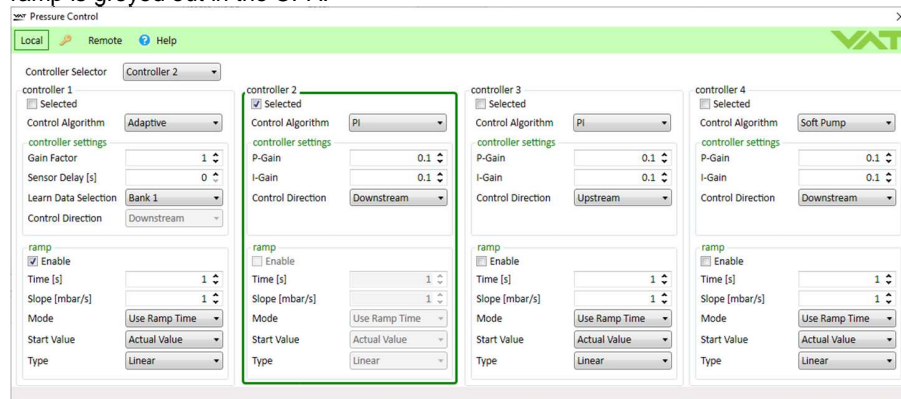 Pressure Control
Local Remote Help
VAT
Controller Selector Controller 2
controller 1
Selected
Control Algorithm Adaptive
controller settings
Gain Factor 1
Sensor Delay [s] 0
Learn Data Selection Bank 1
Control Direction Downstream
ramp
Enable
Time [s] 1
Slope [mbar/s] 1
Mode Use Ramp Time
Start Value Actual Value
Type Linear
controller 2
Selected
Control Algorithm PI
controller settings
P-Gain 0.1
I-Gain 0.1
Control Direction Downstream
ramp
Enable
Time [s] 1
Slope [mbar/s] 1
Mode Use Ramp Time
Start Value Actual Value
Type Linear
controller 3
Selected
Control Algorithm PI
controller settings
P-Gain 0.1
I-Gain 0.1
Control Direction Upstream
ramp
Enable
Time [s] 1
Slope [mbar/s] 1
Mode Use Ramp Time
Start Value Actual Value
Type Linear
controller 4
Selected
Control Algorithm Soft Pump
controller settings
P-Gain 0.1
I-Gain 0.1
Control Direction Downstream
ramp
Enable
Time [s] 1
Slope [mbar/s] 1
Mode Use Ramp Time
Start Value Actual Value
Type Linear